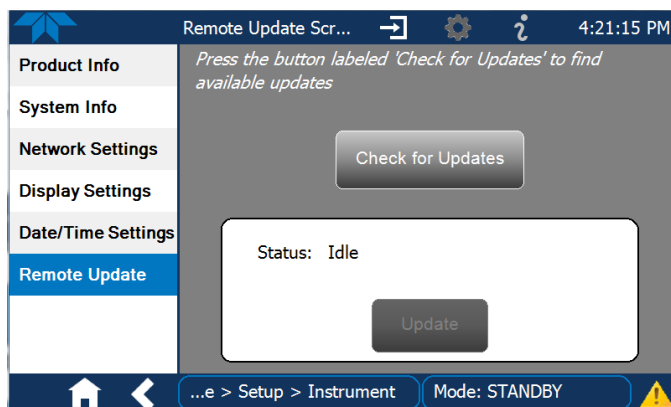 Remote Update Scr...
4:21:15 PM
Product Info
System Info
Network Settings
Display Settings
Date/Time Settings
Remote Update
Press the button labeled 'Check for Updates' to find
available updates
Check for Updates
Status: Idle
Update
...e > Setup > Instrument
Mode: STANDBY